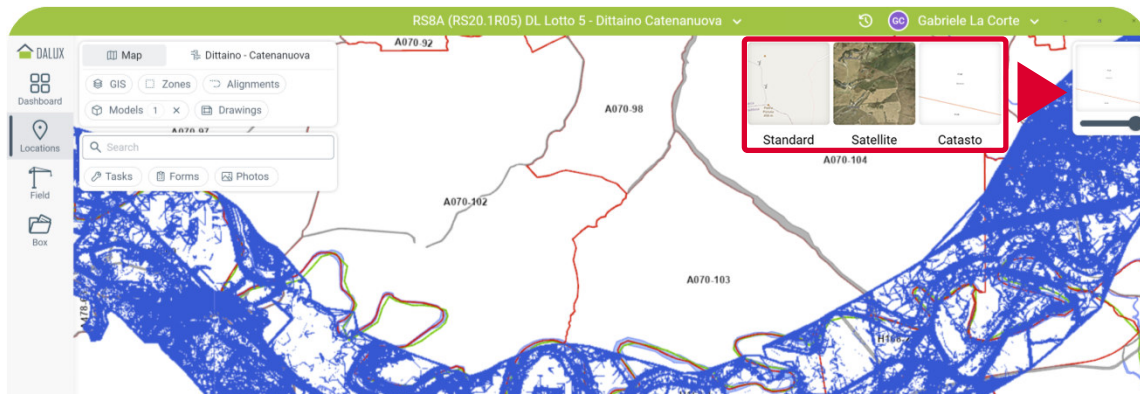 RS8A (RS20.1R05) DL Lotto 5 - Dittaino Catenanuova
GC Gabriele La Corte
DALUX
Dashboard
Locations
Field
Box
Map
Dittaino - Catenanuova
GIS Zones Alignments
Models 1 × Drawings
Search
Tasks Forms Photos
A070-92
A070-97
A070-98
Standard Satellite Catasto
A070-104
A070-102
A070-103